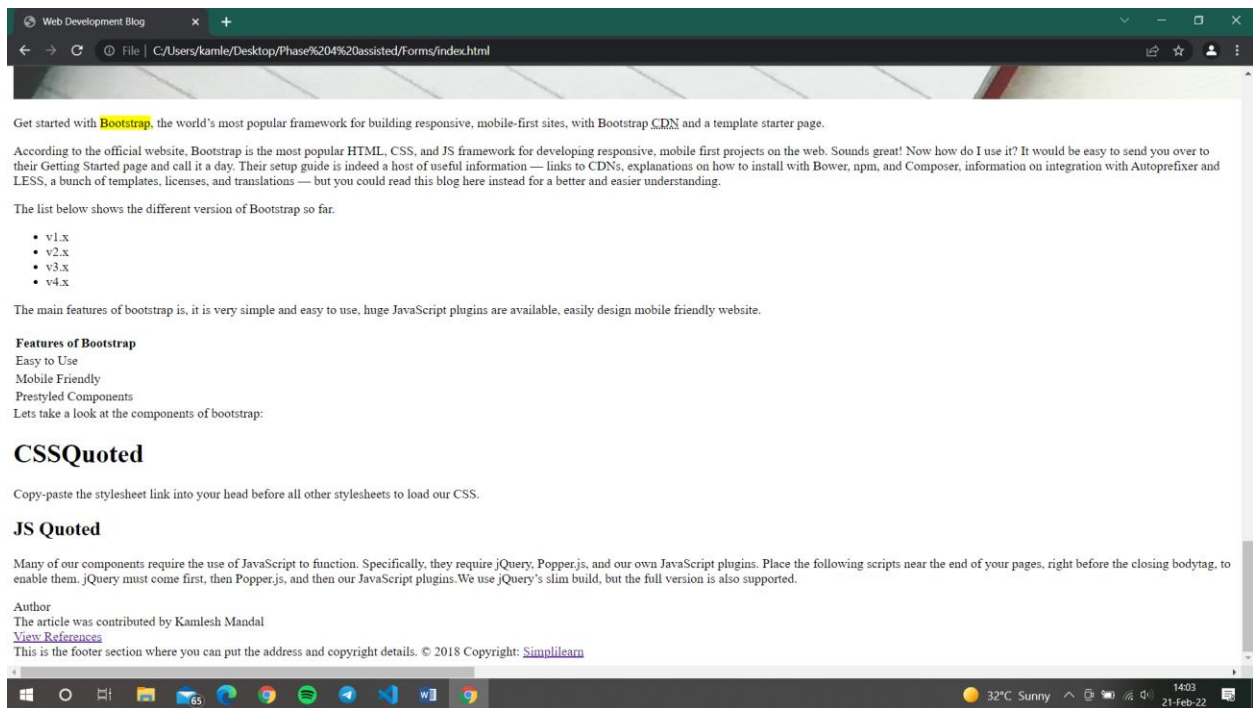 Web Development Blog
File | C:/Users/kamle/Desktop/Phase%204%20assisted/Forms/index.html
Get started with Bootstrap, the world's most popular framework for building responsive, mobile-first sites, with Bootstrap CDN and a template starter page.
According to the official website, Bootstrap is the most popular HTML, CSS, and JS framework for developing responsive, mobile first projects on the web. Sounds great! Now how do I use it? It would be easy to send you over to
their Getting Started page and call it a day. Their setup guide is indeed a host of useful information — links to CDNs, explanations on how to install with Bower, npm, and Composer, information on integration with Autoprefixer and
LESS, a bunch of templates, licenses, and translations — but you could read this blog here instead for a better and easier understanding.
The list below shows the different version of Bootstrap so far.
• v1.x
• v2.x
• v3.x
• v4.x
The main features of bootstrap is, it is very simple and easy to use, huge JavaScript plugins are available, easily design mobile friendly website.
Features of Bootstrap
Easy to Use
Mobile Friendly
Prestyled Components
Lets take a look at the components of bootstrap:
CSSQuoted
Copy-paste the stylesheet link into your head before all other stylesheets to load our CSS.
JS Quoted
Many of our components require the use of JavaScript to function. Specifically, they require jQuery, Popper.js, and our own JavaScript plugins. Place the following scripts near the end of your pages, right before the closing bodytag, to
enable them. jQuery must come first, then Popper.js, and then our JavaScript plugins.We use jQuery's slim build, but the full version is also supported.
Author
The article was contributed by Kamlesh Mandal
View References
This is the footer section where you can put the address and copyright details. © 2018 Copyright: Simplilearn
65
32°C Sunny
14:03
21-Feb-22